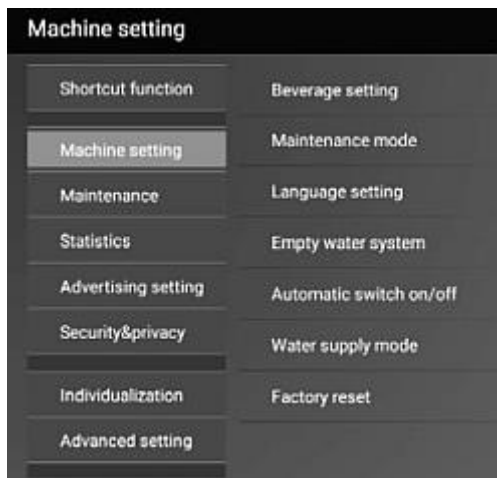 Machine setting
Shortcut function
Machine setting
Maintenance
Statistics
Advertising setting
Security&privacy
Individualization
Advanced setting
Beverage setting
Maintenance mode
Language setting
Empty water system
Automatic switch on/off
Water supply mode
Factory reset